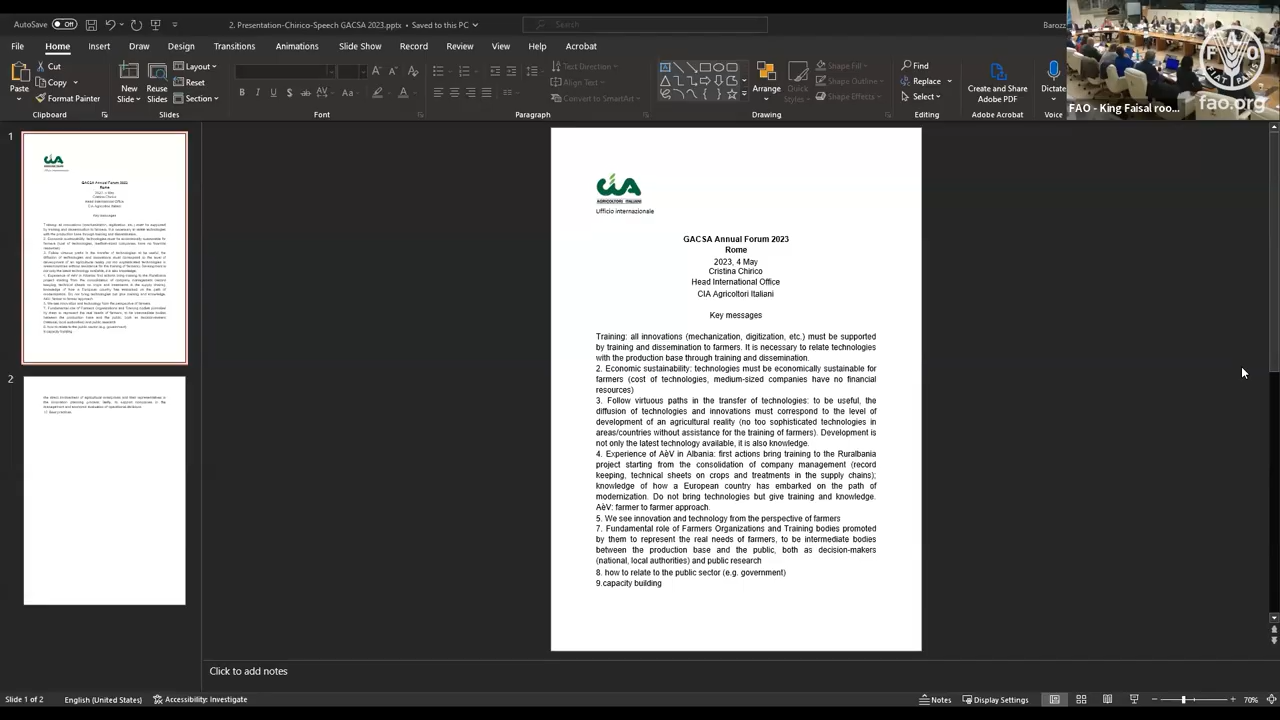 AutoSave Off 2. Presentation-Chirico-Speech GACSA 2023.pptx • Saved to this PC Search Barozz
File Home Insert Draw Design Transitions Animations Slide Show Record Review View Help Acrobat
Paste Cut Copy Format Painter
Clipboard
New Slide Reuse Slides Layout Reset Section
Slides
Font
Text Direction Align Text Convert to SmartArt
Paragraph
Arrange Quick Styles Shape Fill Shape Outline Shape Effects
Drawing
Find Replace Select
Editing
Create and Share Adobe PDF
Adobe Acrobat
Dictate
Voice
FAO - King Faisal roo...
FAO
FIAT PANIS
fao.org
1
CIA
GACSA Annual Forum 2023
Rome
2
CIA
AGRICOLTORI ITALIANI
Ufficio internazionale
GACSA Annual Forum 2023
Rome
2023, 4 May
Cristina Chirico
Head International Office
CIA Agricoltori Italiani
Key messages
Training: all innovations (mechanization, digitization, etc.) must be supported
by training and dissemination to farmers. It is necessary to relate technologies
with the production base through training and dissemination.
2. Economic sustainability: technologies must be economically sustainable for
farmers (cost of technologies, medium-sized companies have no financial
resources)
3. Follow virtuous paths in the transfer of technologies: to be useful, the
diffusion of technologies and innovations must correspond to the level of
development of an agricultural reality (no too sophisticated technologies in
areas/countries without assistance for the training of farmers). Development is
not only the latest technology available, it is also knowledge.
4. Experience of AèV in Albania: first actions bring training to the Ruralbania
project starting from the consolidation of company management (record
keeping, technical sheets on crops and treatments in the supply chains);
knowledge of how a European country has embarked on the path of
modernization. Do not bring technologies but give training and knowledge.
AèV: farmer to farmer approach.
5. We see innovation and technology from the perspective of farmers
7. Fundamental role of Farmers Organizations and Training bodies promoted
by them to represent the real needs of farmers, to be intermediate bodies
between the production base and the public, both as decision-makers
(national, local authorities) and public research
8. how to relate to the public sector (e.g. government)
9.capacity building
Click to add notes
Slide 1 of 2 English (United States) Accessibility: Investigate Notes Display Settings 70%